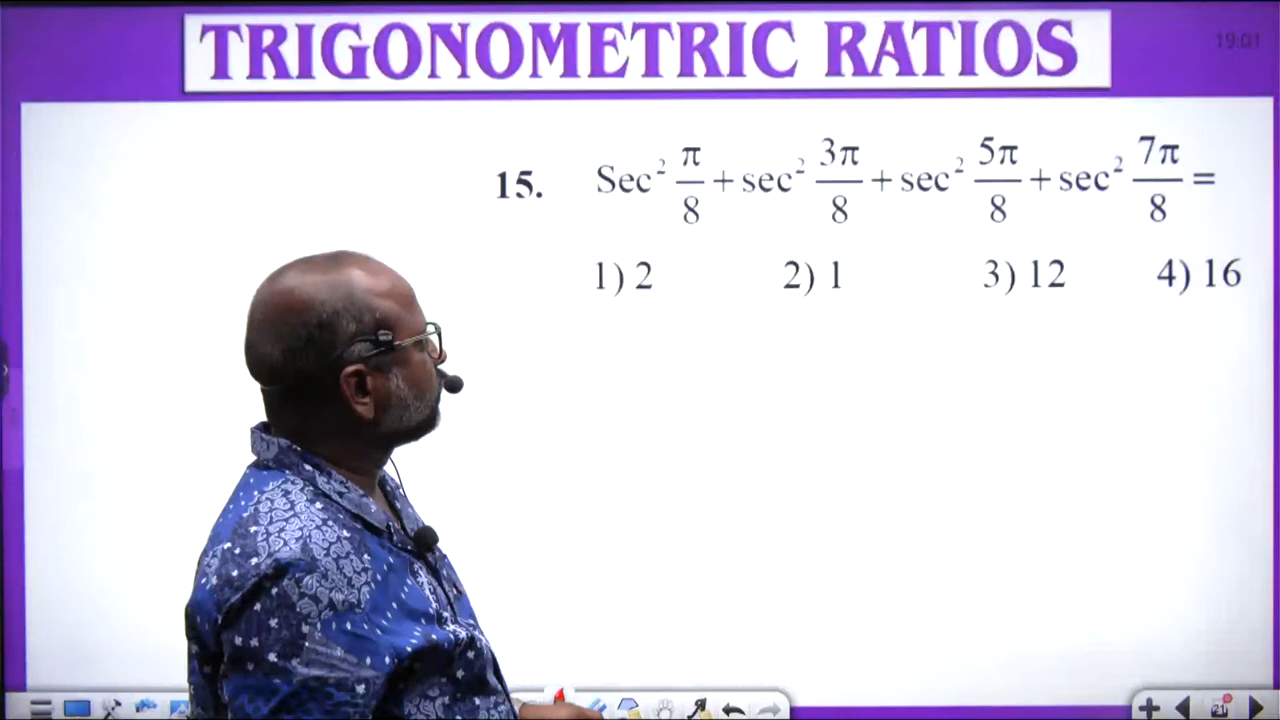 TRIGONOMETRIC RATIOS
19:01
15. Sec² π/8 + sec² 3π/8 + sec² 5π/8 + sec² 7π/8 =
1) 2 2) 1 3) 12 4) 16
21